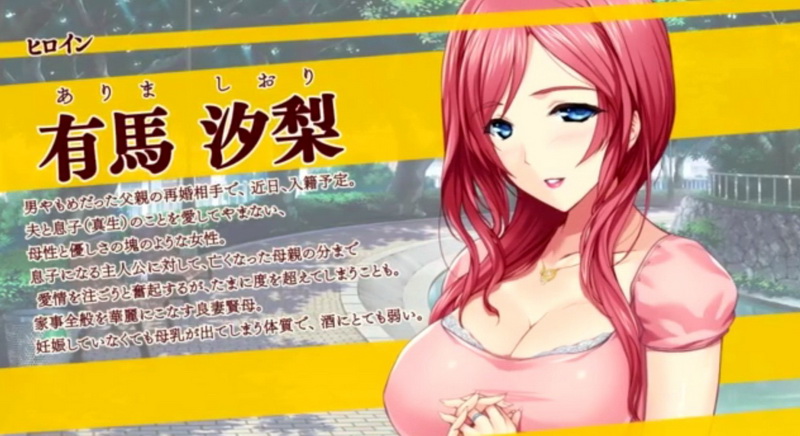 ヒロイン
ありま しおり
有馬 汐梨
男やもめだった父親の再婚相手で、近日、入籍予定。
夫と息子(真生)のことを愛してやまない、
母性と優しさの塊のような女性。
息子になる主人公に対して、亡くなった母親の分まで
愛情を注ごうと奮起するが、たまに度を超えてしまうことも。
家事全般を華麗にこなす良妻賢母。
妊娠していなくても母乳が出てしまう体質で、酒にとても弱い。